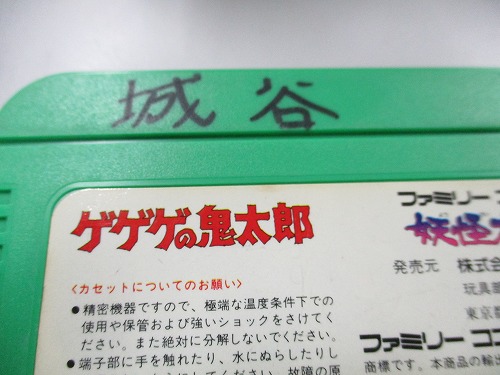 城谷
ゲゲゲの鬼太郎
〈カセットについてのお願い〉
●精密機器ですので、極端な温度条件下での
使用や保管および強いショックをさけてく
ださい。また絶対に分解しないでください。
●端子部に手を触れたり、水にぬらしたりし
ファミリー
妖怪
発売元 株式会
玩具
東京都
ファミリー コン
商標です。本商品の輸出